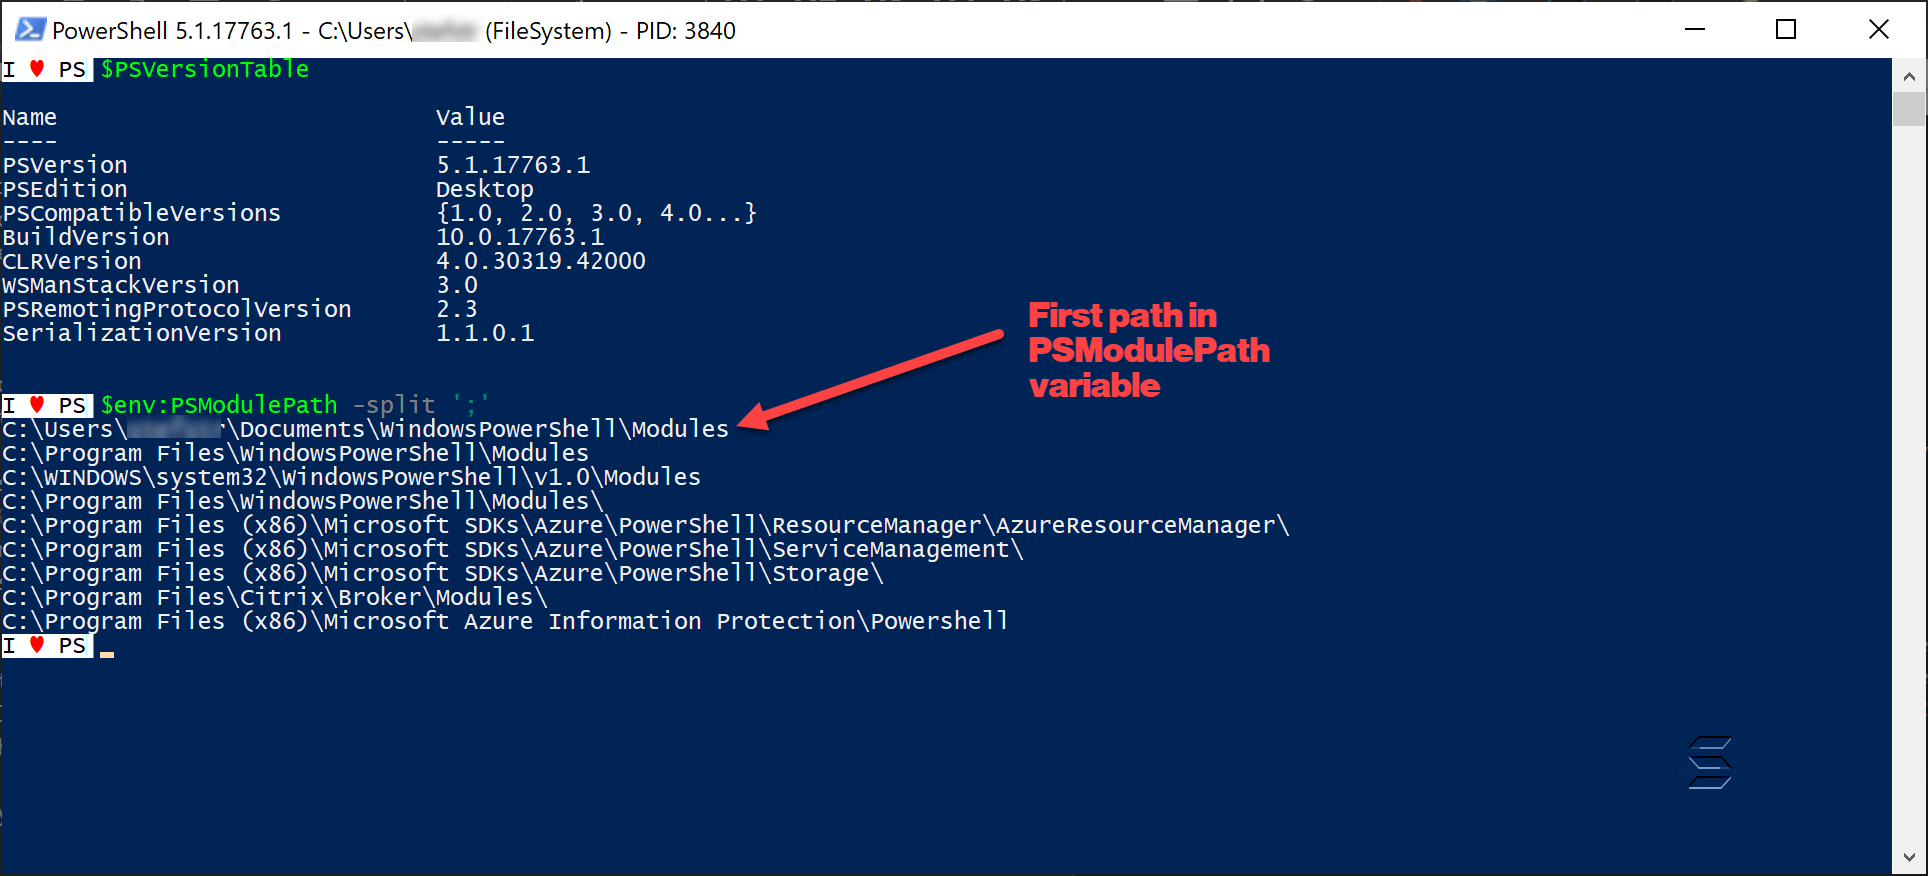 PowerShell 5.1.17763.1 - C:\Users\ (FileSystem) - PID: 3840
I ♥ PS $PSVersionTable
Name Value
---- -----
PSVersion 5.1.17763.1
PSEdition Desktop
PSCompatibleVersions {1.0, 2.0, 3.0, 4.0...}
BuildVersion 10.0.17763.1
CLRVersion 4.0.30319.42000
WSManStackVersion 3.0
PSRemotingProtocolVersion 2.3
SerializationVersion 1.1.0.1
First path in
PSModulePath
variable
I ♥ PS $env:PSModulePath -split ';'
C:\Users\ \Documents\WindowsPowerShell\Modules
C:\Program Files\WindowsPowerShell\Modules
C:\WINDOWS\system32\WindowsPowerShell\v1.0\Modules
C:\Program Files\WindowsPowerShell\Modules\
C:\Program Files (x86)\Microsoft SDKs\Azure\PowerShell\ResourceManager\AzureResourceManager\
C:\Program Files (x86)\Microsoft SDKs\Azure\PowerShell\ServiceManagement\
C:\Program Files (x86)\Microsoft SDKs\Azure\PowerShell\Storage\
C:\Program Files\Citrix\Broker\Modules\
C:\Program Files (x86)\Microsoft Azure Information Protection\Powershell
I ♥ PS